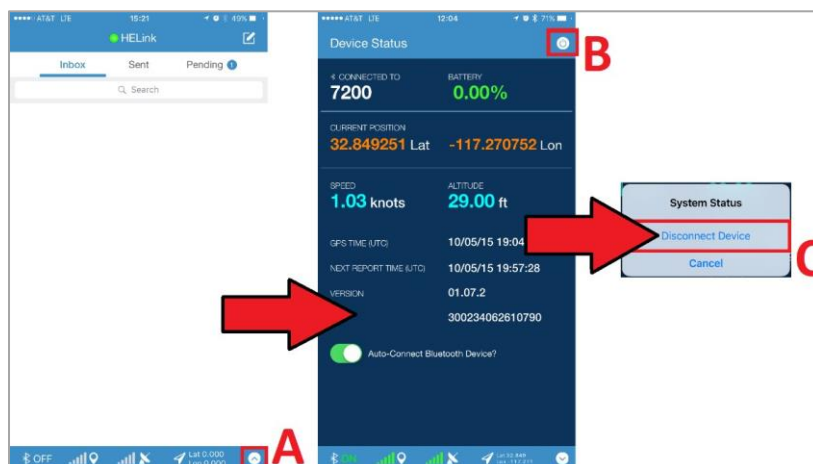 AT&T LTE 15:21 49%
HELink
Inbox Sent Pending 1
Search
OFF Lat 0.000
Lon 0.000
A
AT&T LTE 12:04 71%
Device Status
B
CONNECTED TO BATTERY
7200 0.00%
CURRENT POSITION
32.849251 Lat -117.270752 Lon
SPEED ALTITUDE
1.03 knots 29.00 ft
GPS TIME (UTC) 10/05/15 19:04
NEXT REPORT TIME (UTC) 10/05/15 19:57:28
VERSION 01.07.2
300234062610790
Auto-Connect Bluetooth Device?
ON
System Status
Disconnect Device
Cancel
C